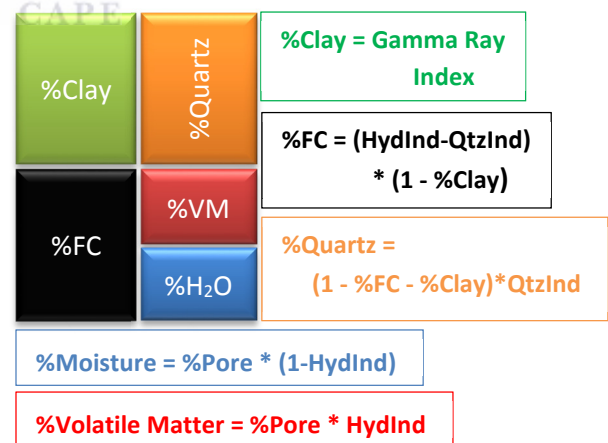 CAPE
%Clay
%Quartz
%Clay = Gamma Ray
Index
%FC = (HydInd-QtzInd)
* (1 - %Clay)
%FC
%VM
%H₂O
%Quartz =
(1 - %FC - %Clay)*QtzInd
%Moisture = %Pore * (1-HydInd)
%Volatile Matter = %Pore * HydInd